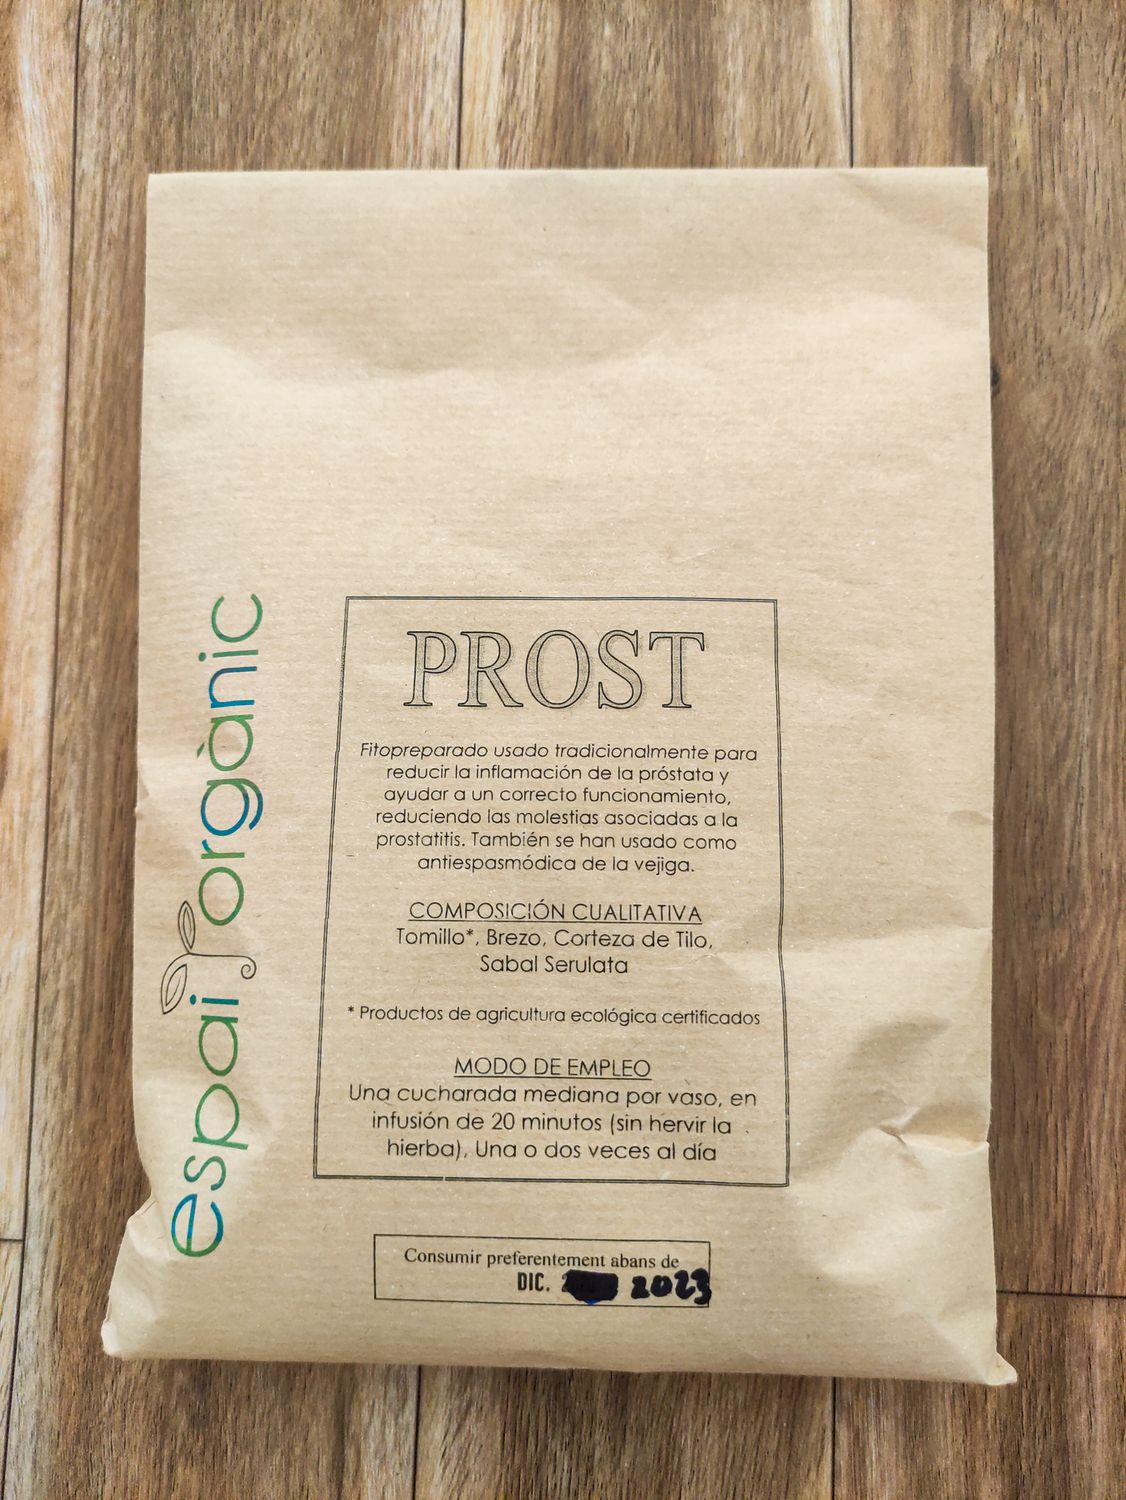 espai orgànic
PROST
Fitopreparado usado tradicionalmente para
reducir la inflamación de la próstata y
ayudar a un correcto funcionamiento,
reduciendo las molestias asociadas a la
prostatitis. También se han usado como
antiespasmódica de la vejiga.
COMPOSICIÓN CUALITATIVA
Tomillo*, Brezo, Corteza de Tilo,
Sabal Serulata
* Productos de agricultura ecológica certificados
MODO DE EMPLEO
Una cucharada mediana por vaso, en
infusión de 20 minutos (sin hervir la
hierba), Una o dos veces al día
Consumir preferentement abans de
DIC. 2023